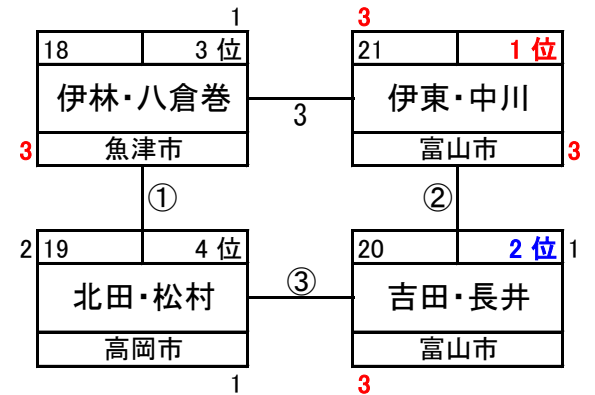 1 3
18 3 位 21 1 位
伊林・八倉巻 伊東・中川
3
3 魚津市 富山市 3
① ②
2 19 4 位 20 2 位 1
③
北田・松村 吉田・長井
高岡市 富山市
1 3